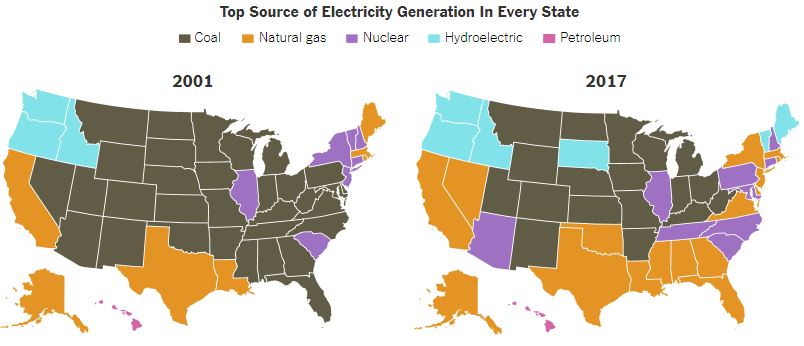 Top Source of Electricity Generation In Every State
Coal Natural gas Nuclear Hydroelectric Petroleum
2001 2017